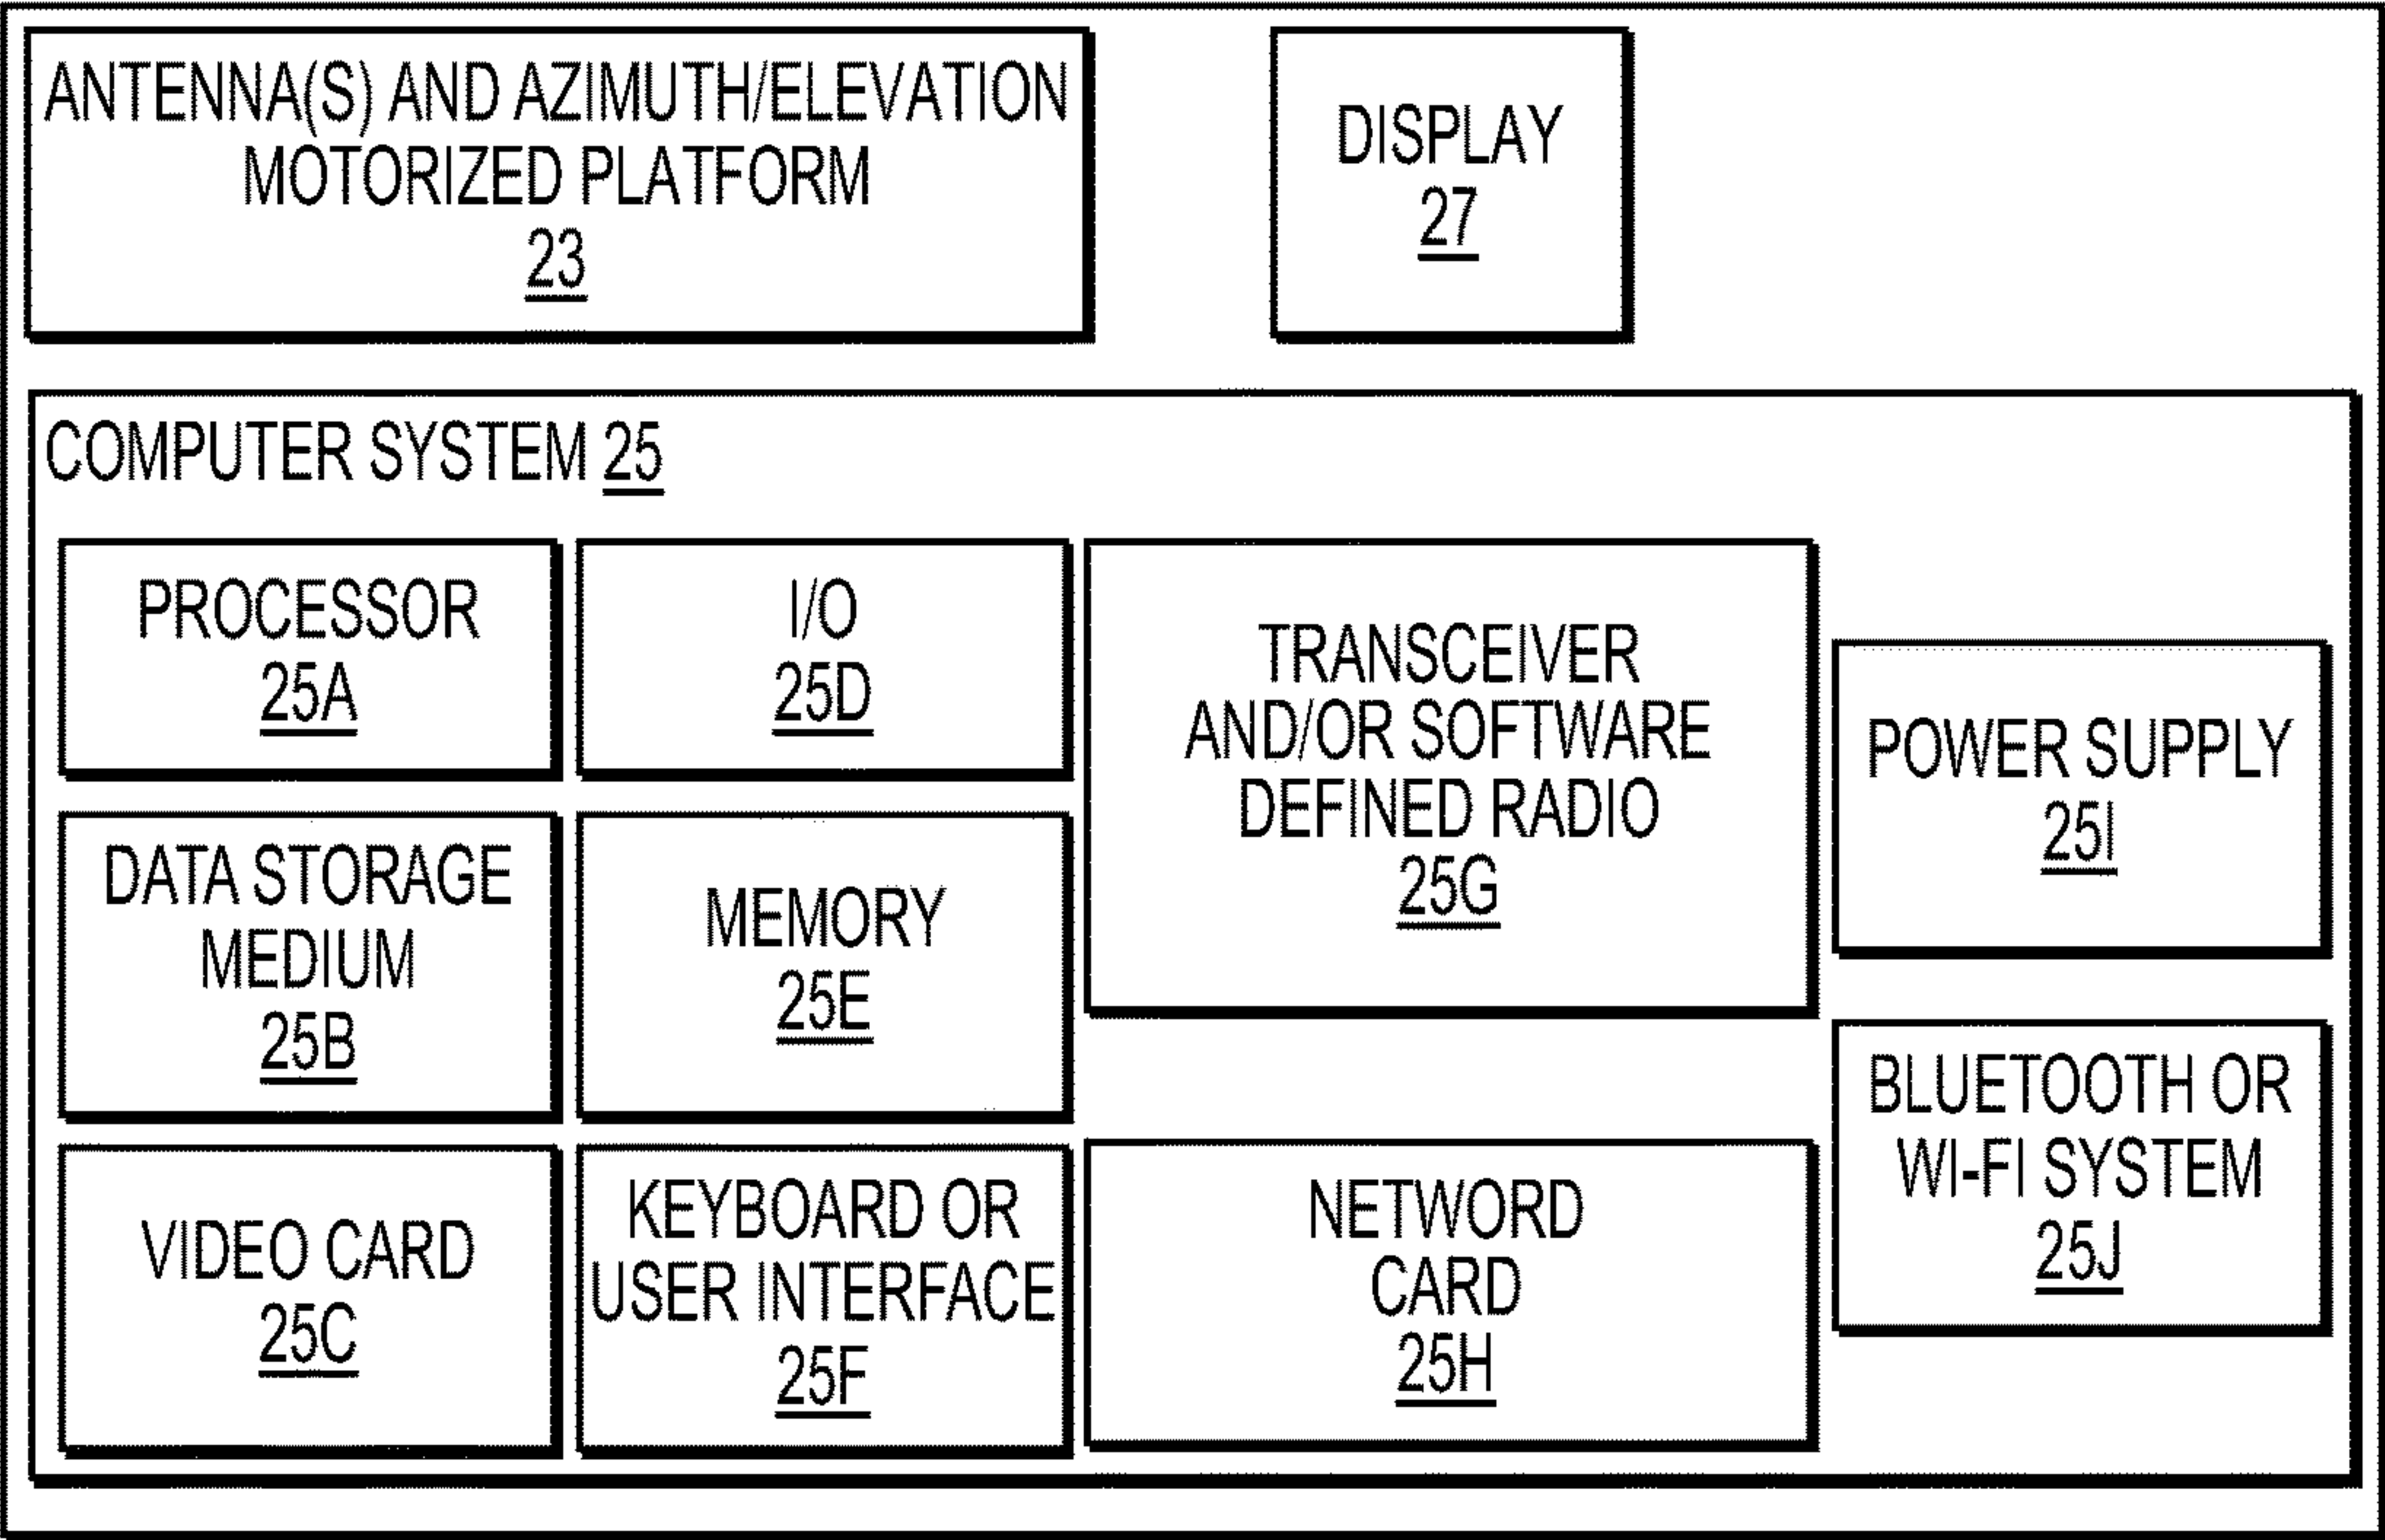 ANTENNA(S) AND AZIMUTH/ELEVATION
MOTORIZED PLATFORM
23
DISPLAY
27
COMPUTER SYSTEM 25
PROCESSOR
25A
I/O
25D
TRANSCEIVER
AND/OR SOFTWARE
DEFINED RADIO
25G
POWER SUPPLY
25I
DATA STORAGE
MEDIUM
25B
MEMORY
25E
BLUETOOTH OR
WI-FI SYSTEM
25J
VIDEO CARD
25C
KEYBOARD OR
USER INTERFACE
25F
NETWORD
CARD
25H